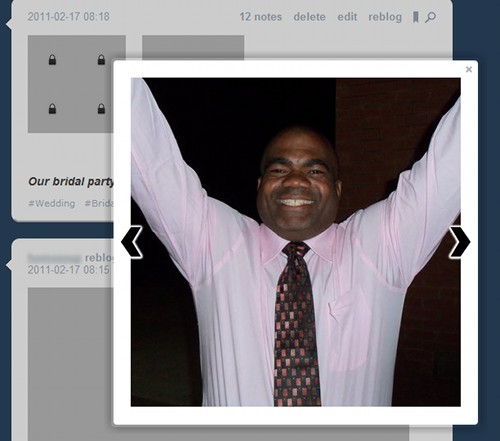 2011-02-17 08:18 12 notes delete edit reblog
Our bridal party
#Wedding
reblo
2011-02-17 08:15